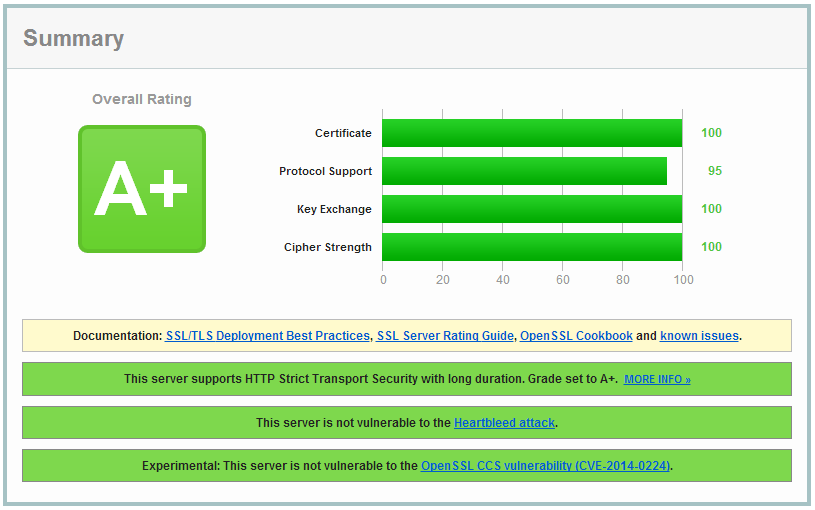 Summary
Overall Rating
A+
Certificate 100
Protocol Support 95
Key Exchange 100
Cipher Strength 100
0 20 40 60 80 100
Documentation: SSL/TLS Deployment Best Practices, SSL Server Rating Guide, OpenSSL Cookbook and known issues.
This server supports HTTP Strict Transport Security with long duration. Grade set to A+. MORE INFO »
This server is not vulnerable to the Heartbleed attack.
Experimental: This server is not vulnerable to the OpenSSL CCS vulnerability (CVE-2014-0224).